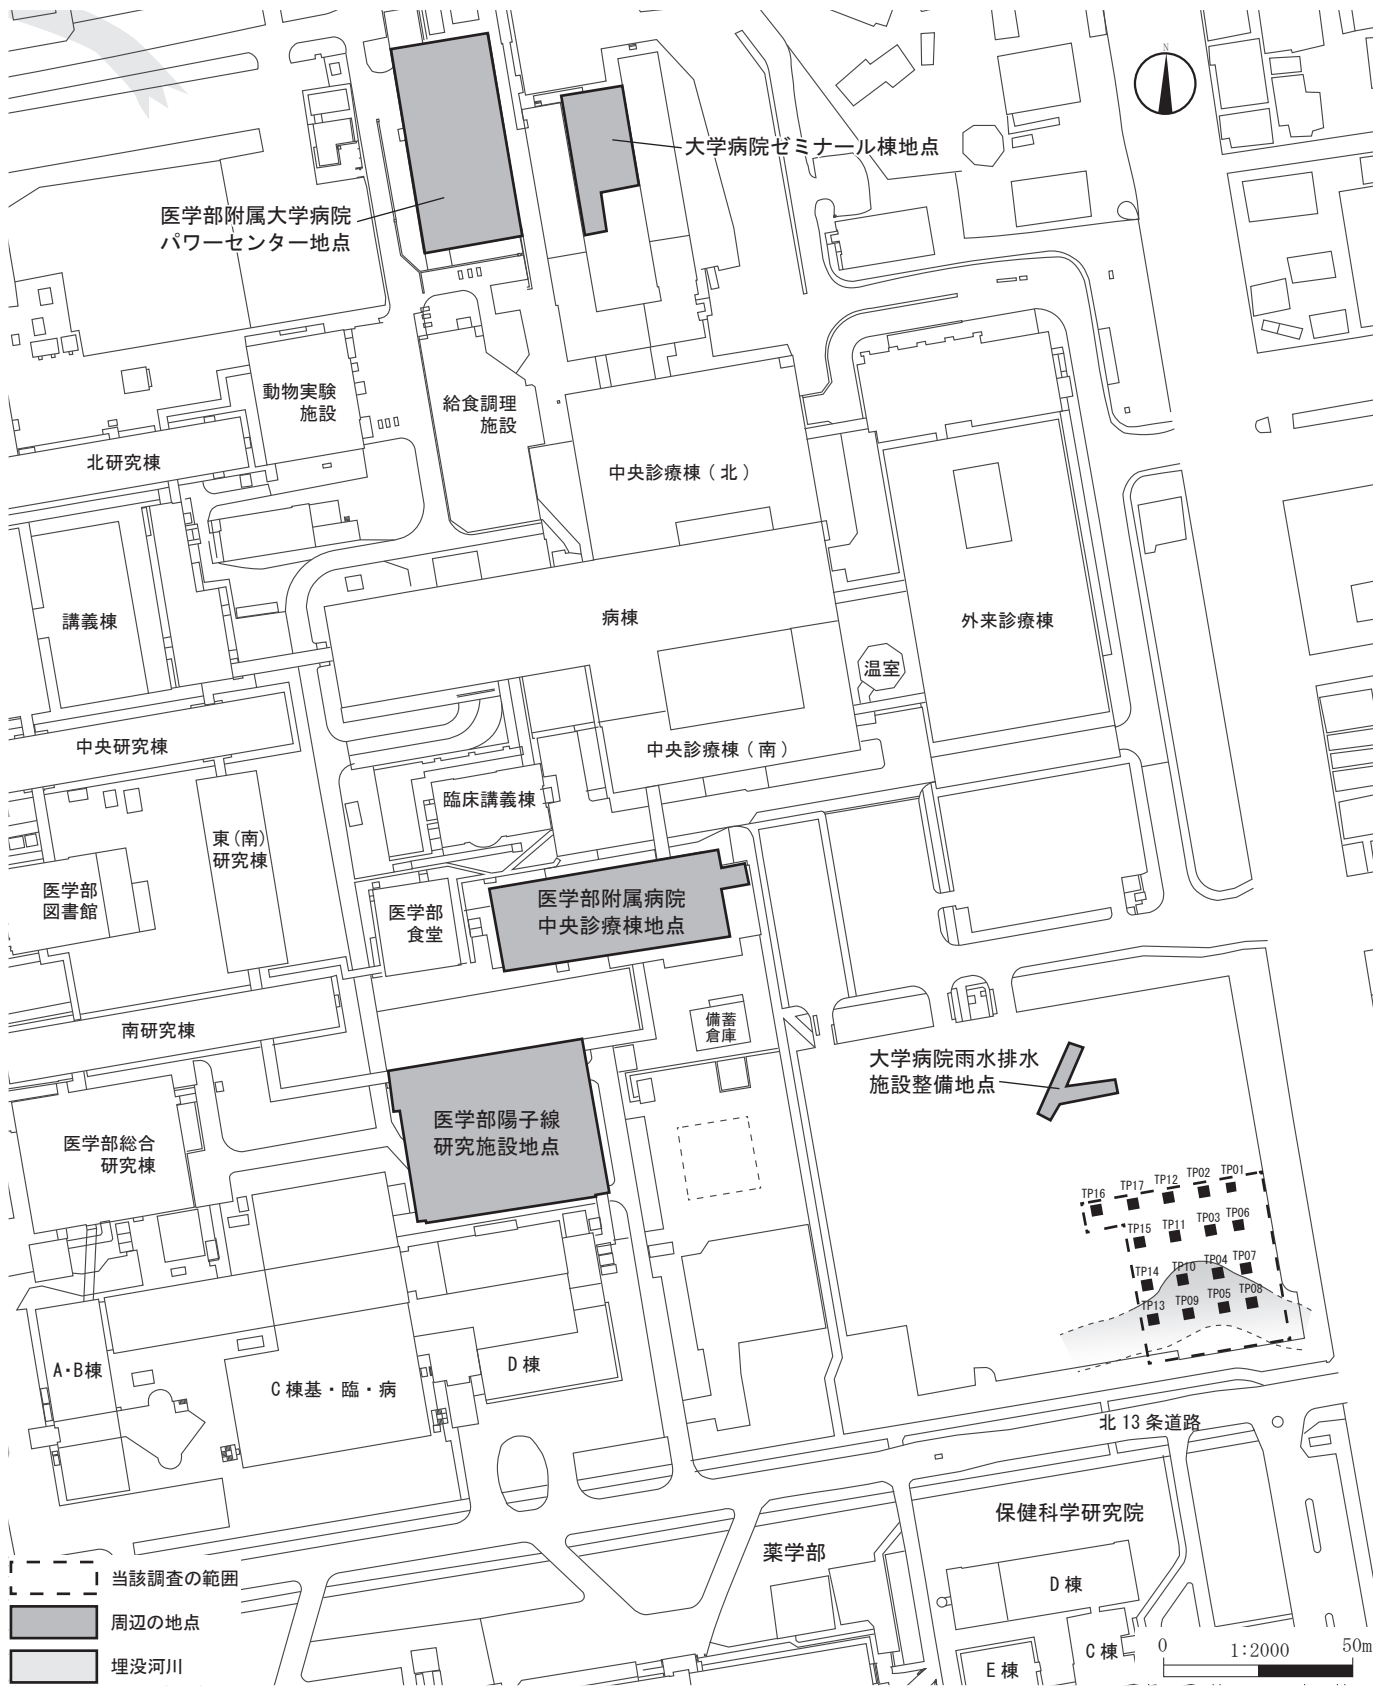 N
大学病院ゼミナール棟地点
医学部附属大学病院
パワーセンター地点
動物実験
施設
給食調理
施設
北研究棟
中央診療棟（北）
講義棟
病棟
外来診療棟
温室
中央研究棟
中央診療棟（南）
臨床講義棟
東（南）
研究棟
医学部
図書館
医学部
食堂
医学部附属病院
中央診療棟地点
南研究棟
備蓄
倉庫
大学病院雨水排水
施設整備地点
医学部陽子線
研究施設地点
医学部総合
研究棟
TP16
TP17
TP12
TP02
TP01
TP15
TP11
TP03
TP06
TP14
TP10
TP04
TP07
TP13
TP09
TP05
TP08
A・B棟
C棟基・臨・病
D棟
北13条道路
保健科学研究院
薬学部
D棟
C棟
E棟
当該調査の範囲
周辺の地点
埋没河川
0 1:2000 50m